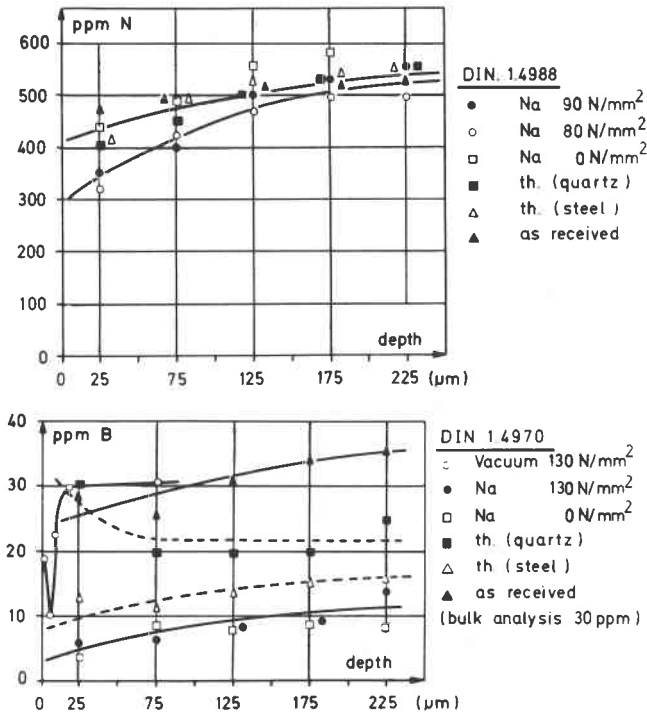 ppm N
600
500
400
300
200
100
0
depth
0 25 75 125 175 225 (µm)
DIN. 1.4988
● Na 90 N/mm²
○ Na 80 N/mm²
□ Na 0 N/mm²
■ th. (quartz)
△ th. (steel)
▲ as received
ppm B
40
30
20
10
0
depth
0 25 75 125 175 225 (µm)
DIN 1.4970
○ Vacuum 130 N/mm²
● Na 130 N/mm²
□ Na 0 N/mm²
■ th. (quartz)
△ th (steel)
▲ as received
(bulk analysis 30 ppm)